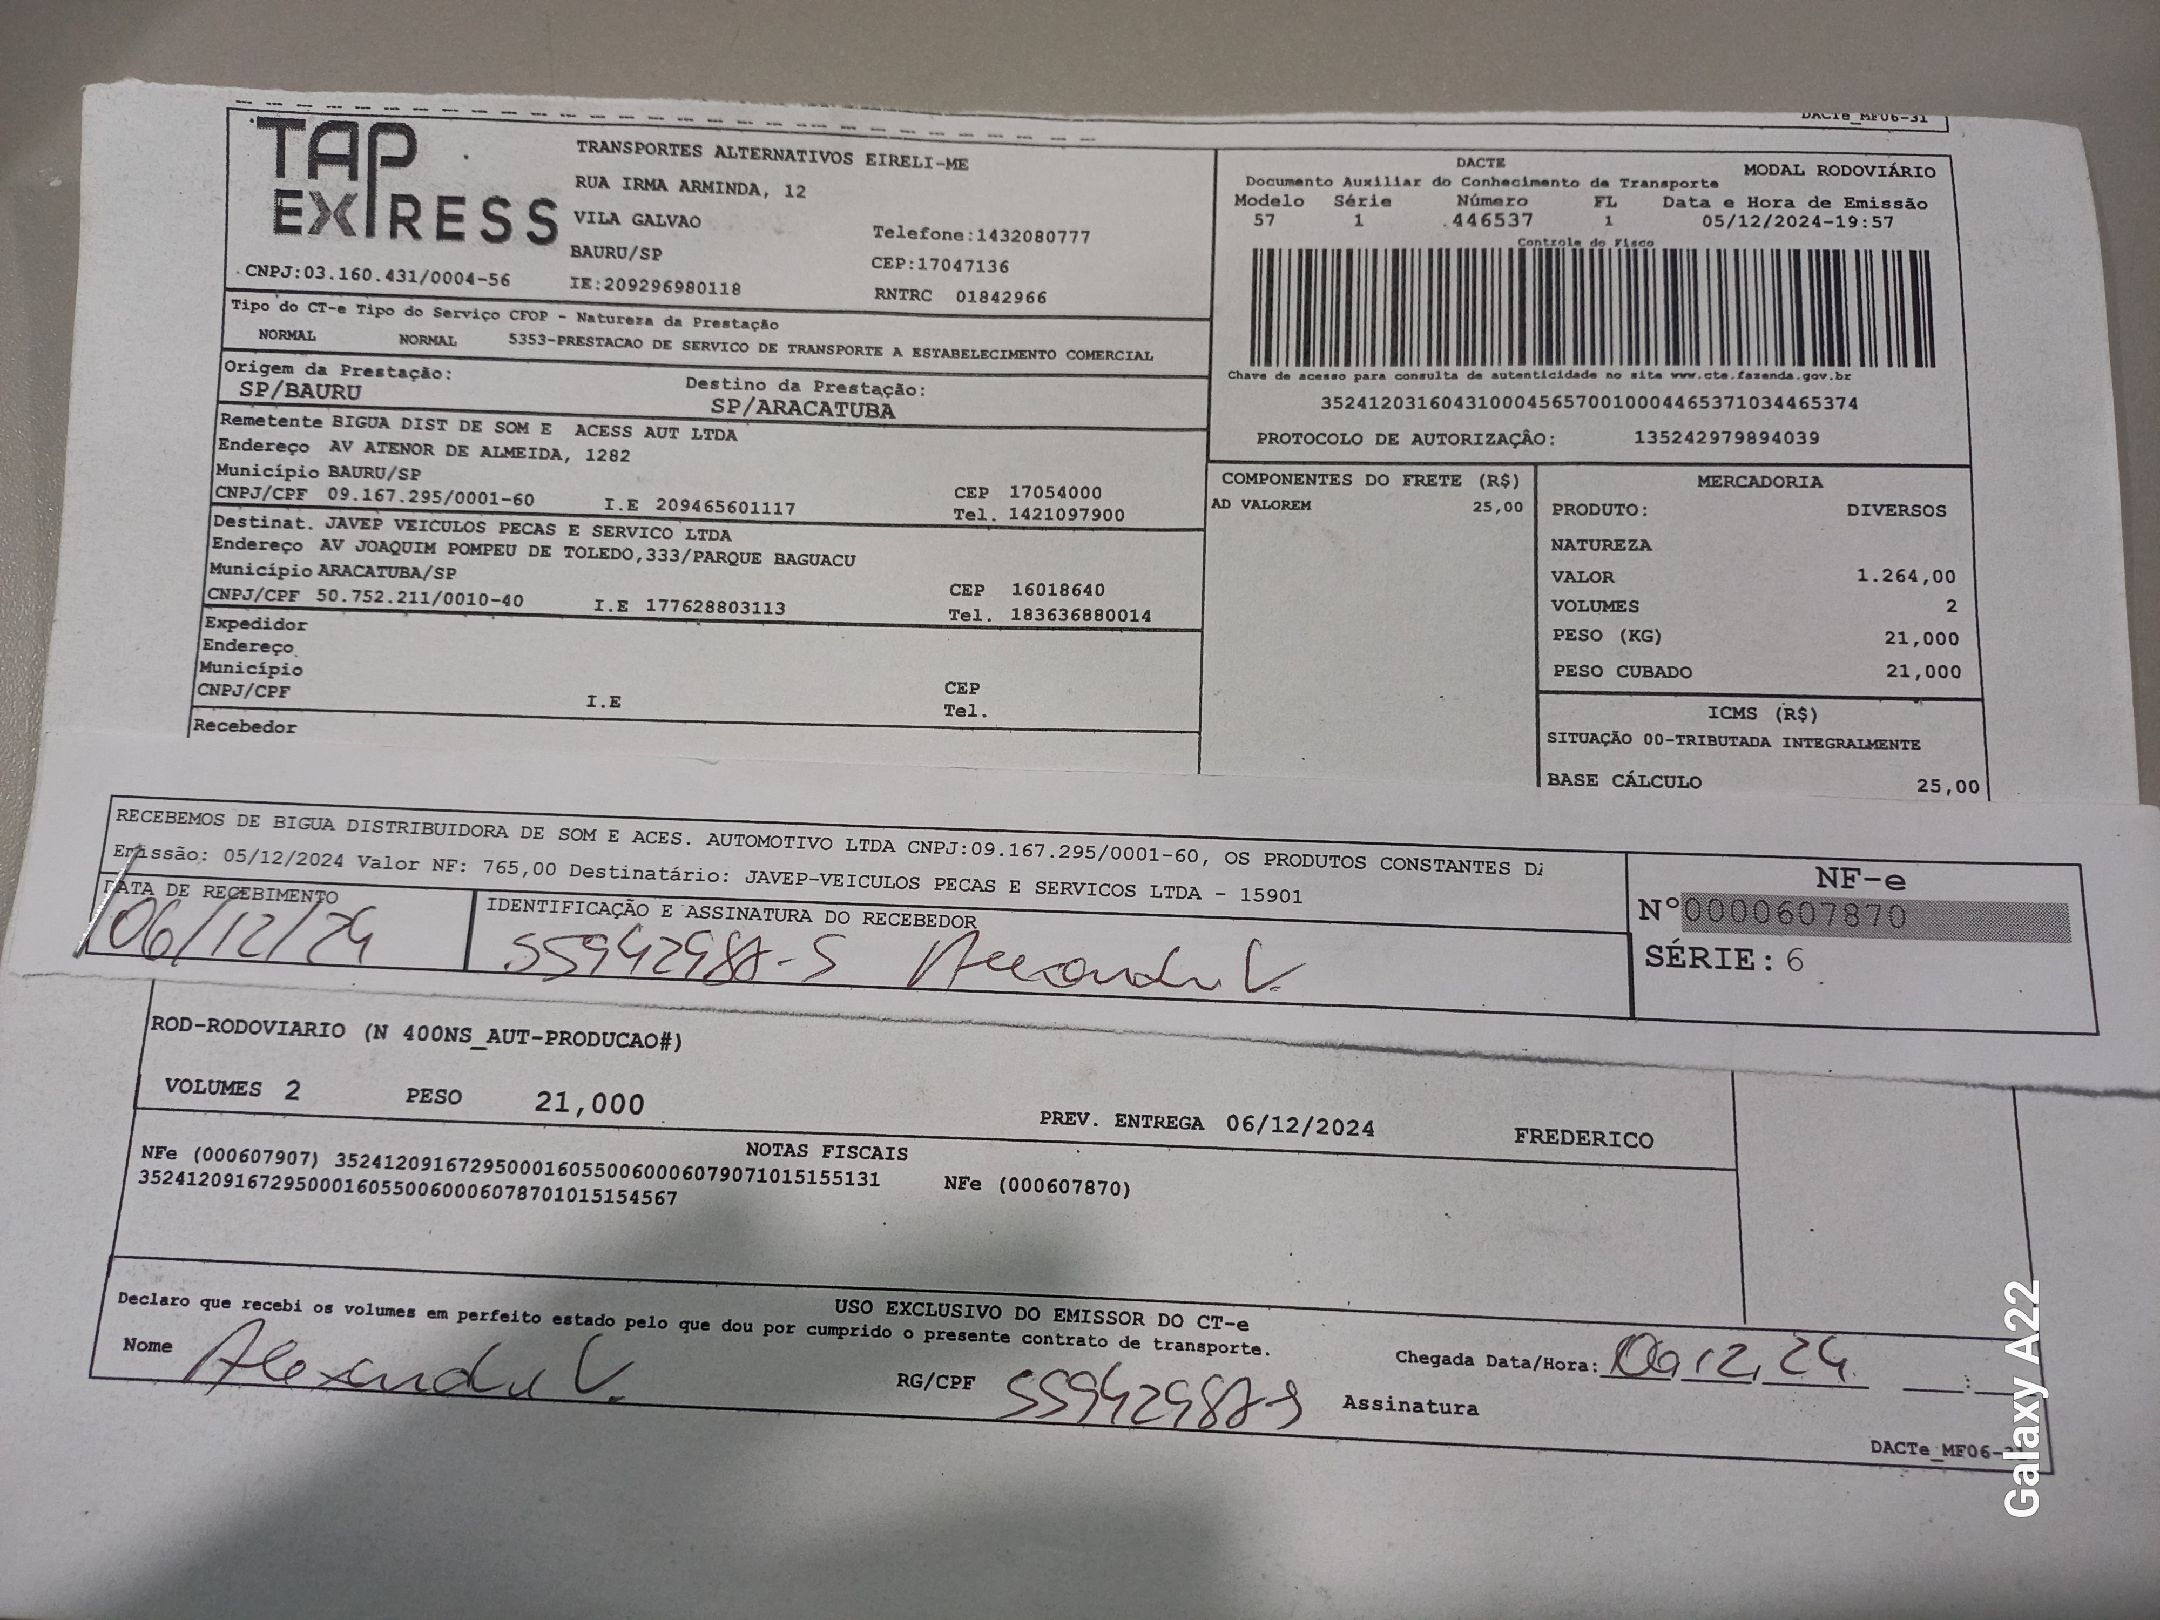 DACTe_MF06-31
TAP EXPRESS
TRANSPORTES ALTERNATIVOS EIRELI-ME
RUA IRMA ARMINDA, 12
VILA GALVAO
Telefone:1432080777
BAURU/SP
CEP:17047136
CNPJ:03.160.431/0004-56
IE:209296980118
RNTRC 01842966
DACTE
MODAL RODOVIÁRIO
Documento Auxiliar do Conhecimento de Transporte
Modelo Série Número FL Data e Hora de Emissão
57 1 .446537 1 05/12/2024-19:57
Controle do Fisco
Chave de acesso para consulta de autenticidade no site www.cte.fazenda.gov.br
35241203160431000456570010004465371034465374
PROTOCOLO DE AUTORIZAÇÂO: 135242979894039
Tipo do CT-e Tipo do Serviço CFOP - Natureza da Prestação
NORMAL NORMAL 5353-PRESTACAO DE SERVICO DE TRANSPORTE A ESTABELECIMENTO COMERCIAL
Origem da Prestação: Destino da Prestação:
SP/BAURU SP/ARACATUBA
Remetente BIGUA DIST DE SOM E ACESS AUT LTDA
Endereço AV ATENOR DE ALMEIDA, 1282
Município BAURU/SP
CEP 17054000
CNPJ/CPF 09.167.295/0001-60 I.E 209465601117 Tel. 1421097900
Destinat. JAVEP VEICULOS PECAS E SERVICO LTDA
Endereço AV JOAQUIM POMPEU DE TOLEDO,333/PARQUE BAGUACU
Município ARACATUBA/SP
CEP 16018640
CNPJ/CPF 50.752.211/0010-40 I.E 177628803113 Tel. 183636880014
Expedidor
Endereço
Município
CEP
CNPJ/CPF I.E Tel.
Recebedor
COMPONENTES DO FRETE (R$)
AD VALOREM 25,00
MERCADORIA
PRODUTO: DIVERSOS
NATUREZA
VALOR 1.264,00
VOLUMES 2
PESO (KG) 21,000
PESO CUBADO 21,000
ICMS (R$)
SITUAÇÃO 00-TRIBUTADA INTEGRALMENTE
BASE CÁLCULO 25,00
RECEBEMOS DE BIGUA DISTRIBUIDORA DE SOM E ACES. AUTOMOTIVO LTDA CNPJ:09.167.295/0001-60, OS PRODUTOS CONSTANTES
Emissão: 05/12/2024 Valor NF: 765,00 Destinatário: JAVEP-VEICULOS PECAS E SERVICOS LTDA - 15901
DATA DE RECEBIMENTO
06/12/24
IDENTIFICAÇÃO E ASSINATURA DO RECEBEDOR
NF-e
Nº0000607870
SÉRIE: 6
ROD-RODOVIARIO (N 400NS_AUT-PRODUCAO#)
VOLUMES 2 PESO 21,000
PREV. ENTREGA 06/12/2024 FREDERICO
NOTAS FISCAIS
NFe (000607907) 35241209167295000160550060006079071015155131 NFe (000607870)
35241209167295000160550060006078701015154567
USO EXCLUSIVO DO EMISSOR DO CT-e
Declaro que recebi os volumes em perfeito estado pelo que dou por cumprido o presente contrato de transporte.
Nome Alexandre V. RG/CPF Assinatura
Chegada Data/Hora: 06 12 24
DACTe_MF06-
Galaxy A22